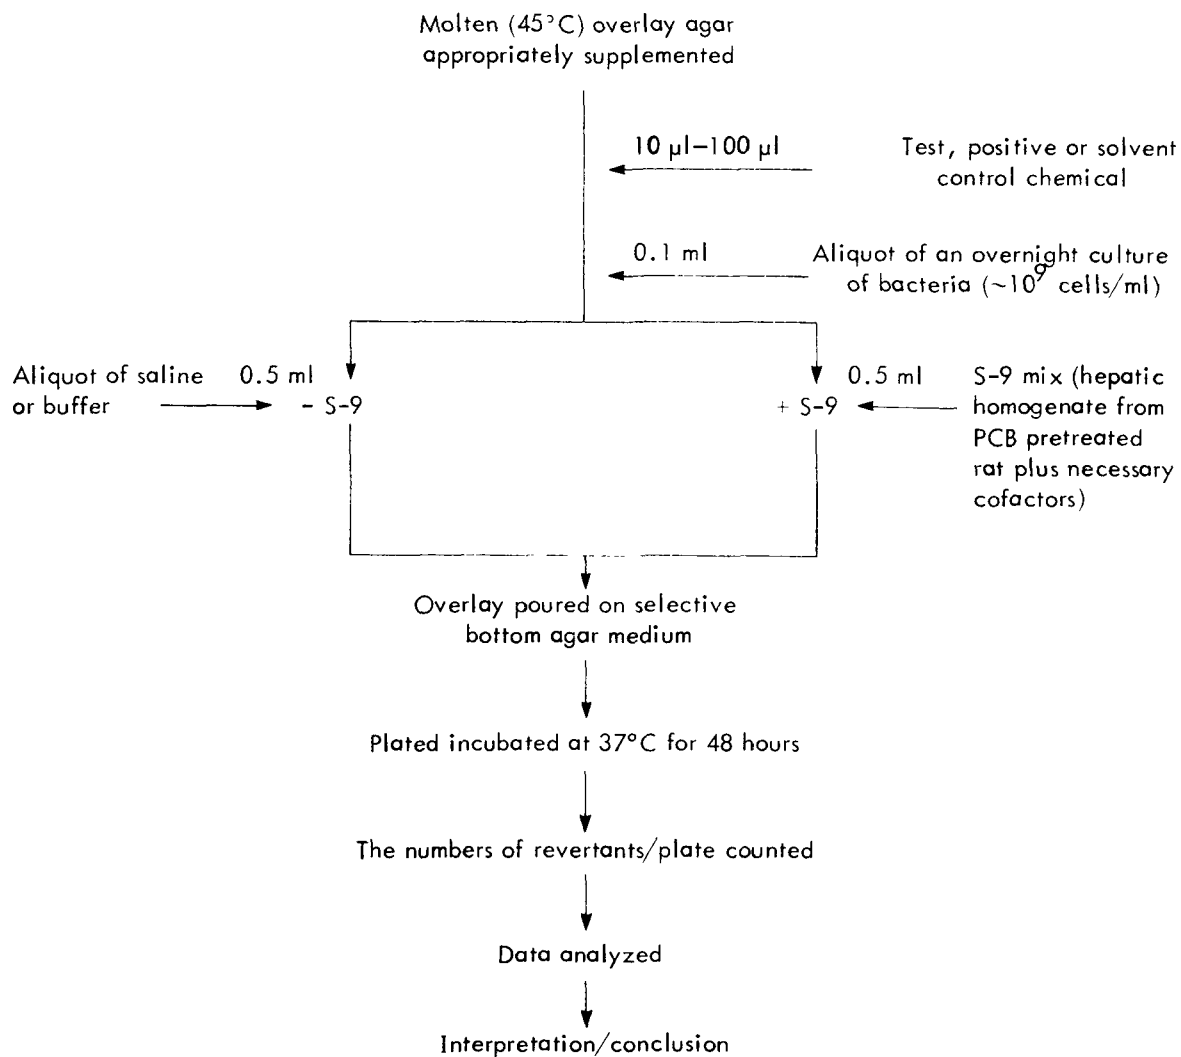 Molten (45°C) overlay agar
appropriately supplemented
10 µl–100 µl
Test, positive or solvent
control chemical
0.1 ml
Aliquot of an overnight culture
of bacteria (~10⁹ cells/ml)
Aliquot of saline
or buffer
0.5 ml
– S-9
0.5 ml
+ S-9
S-9 mix (hepatic
homogenate from
PCB pretreated
rat plus necessary
cofactors)
Overlay poured on selective
bottom agar medium
Plated incubated at 37°C for 48 hours
The numbers of revertants/plate counted
Data analyzed
Interpretation/conclusion